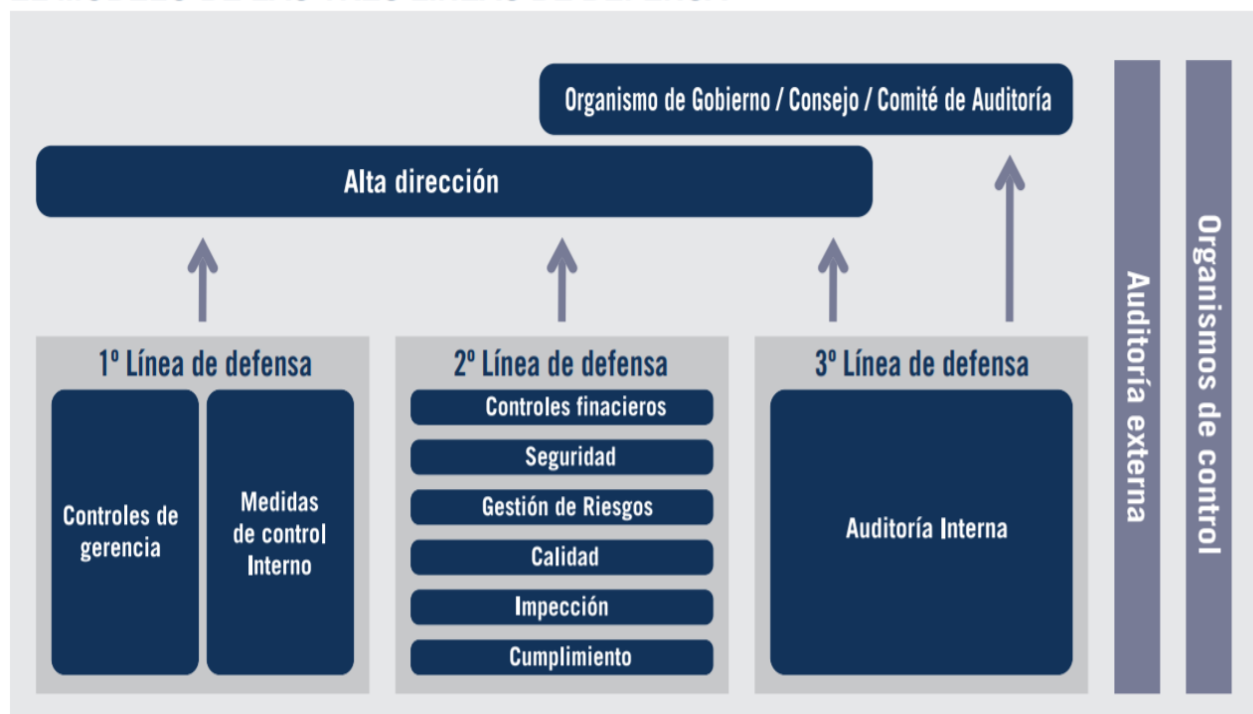 Organismo de Gobierno / Consejo / Comité de Auditoría
Alta dirección
1º Línea de defensa
Controles de
gerencia
Medidas
de control
Interno
2º Línea de defensa
Controles finacieros
Seguridad
Gestión de Riesgos
Calidad
Impección
Cumplimiento
3º Línea de defensa
Auditoría Interna
Auditoría externa
Organismos de control